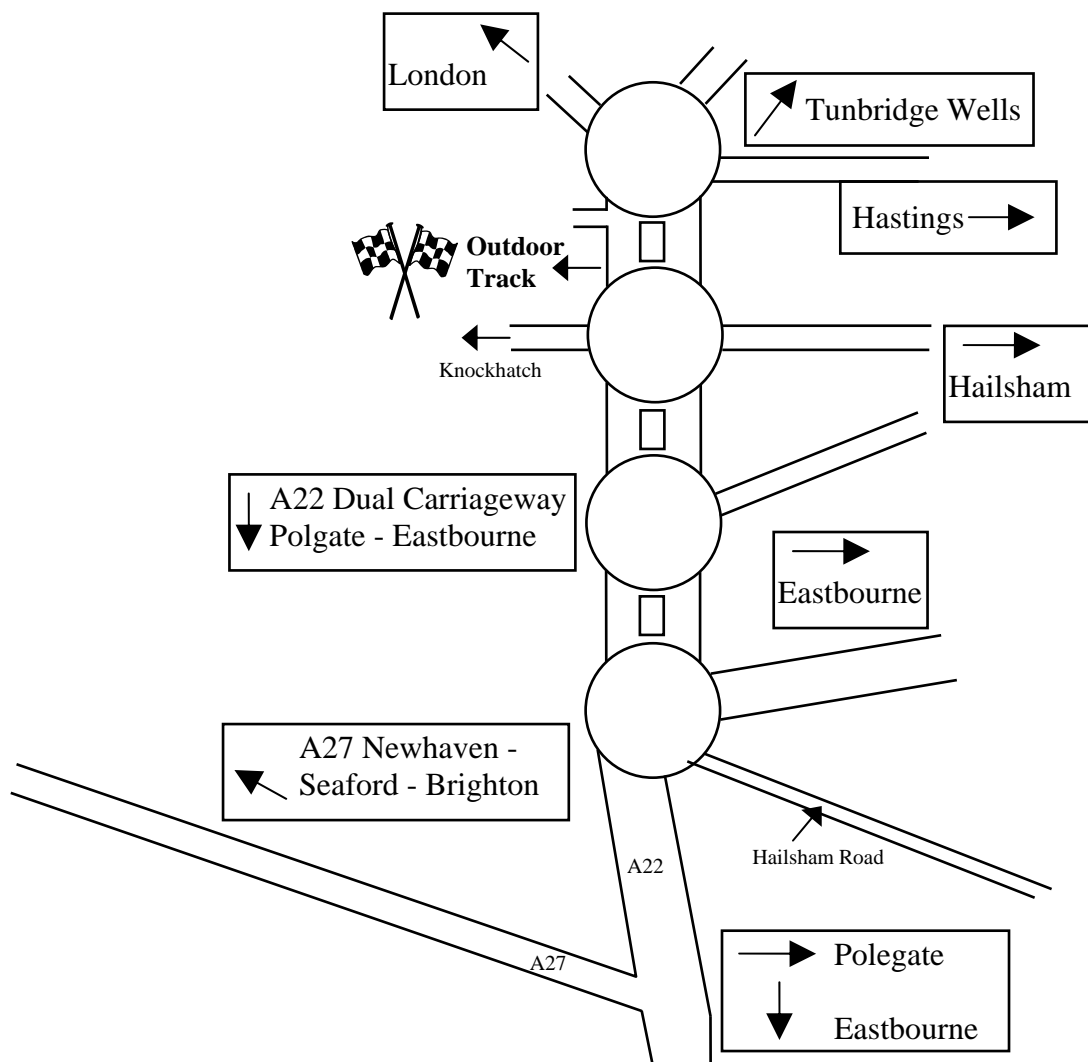 London
Tunbridge Wells
Hastings
Outdoor
Track
Knockhatch
Hailsham
A22 Dual Carriageway
Polgate - Eastbourne
Eastbourne
A27 Newhaven -
Seaford - Brighton
Hailsham Road
A22
A27
Polegate
Eastbourne